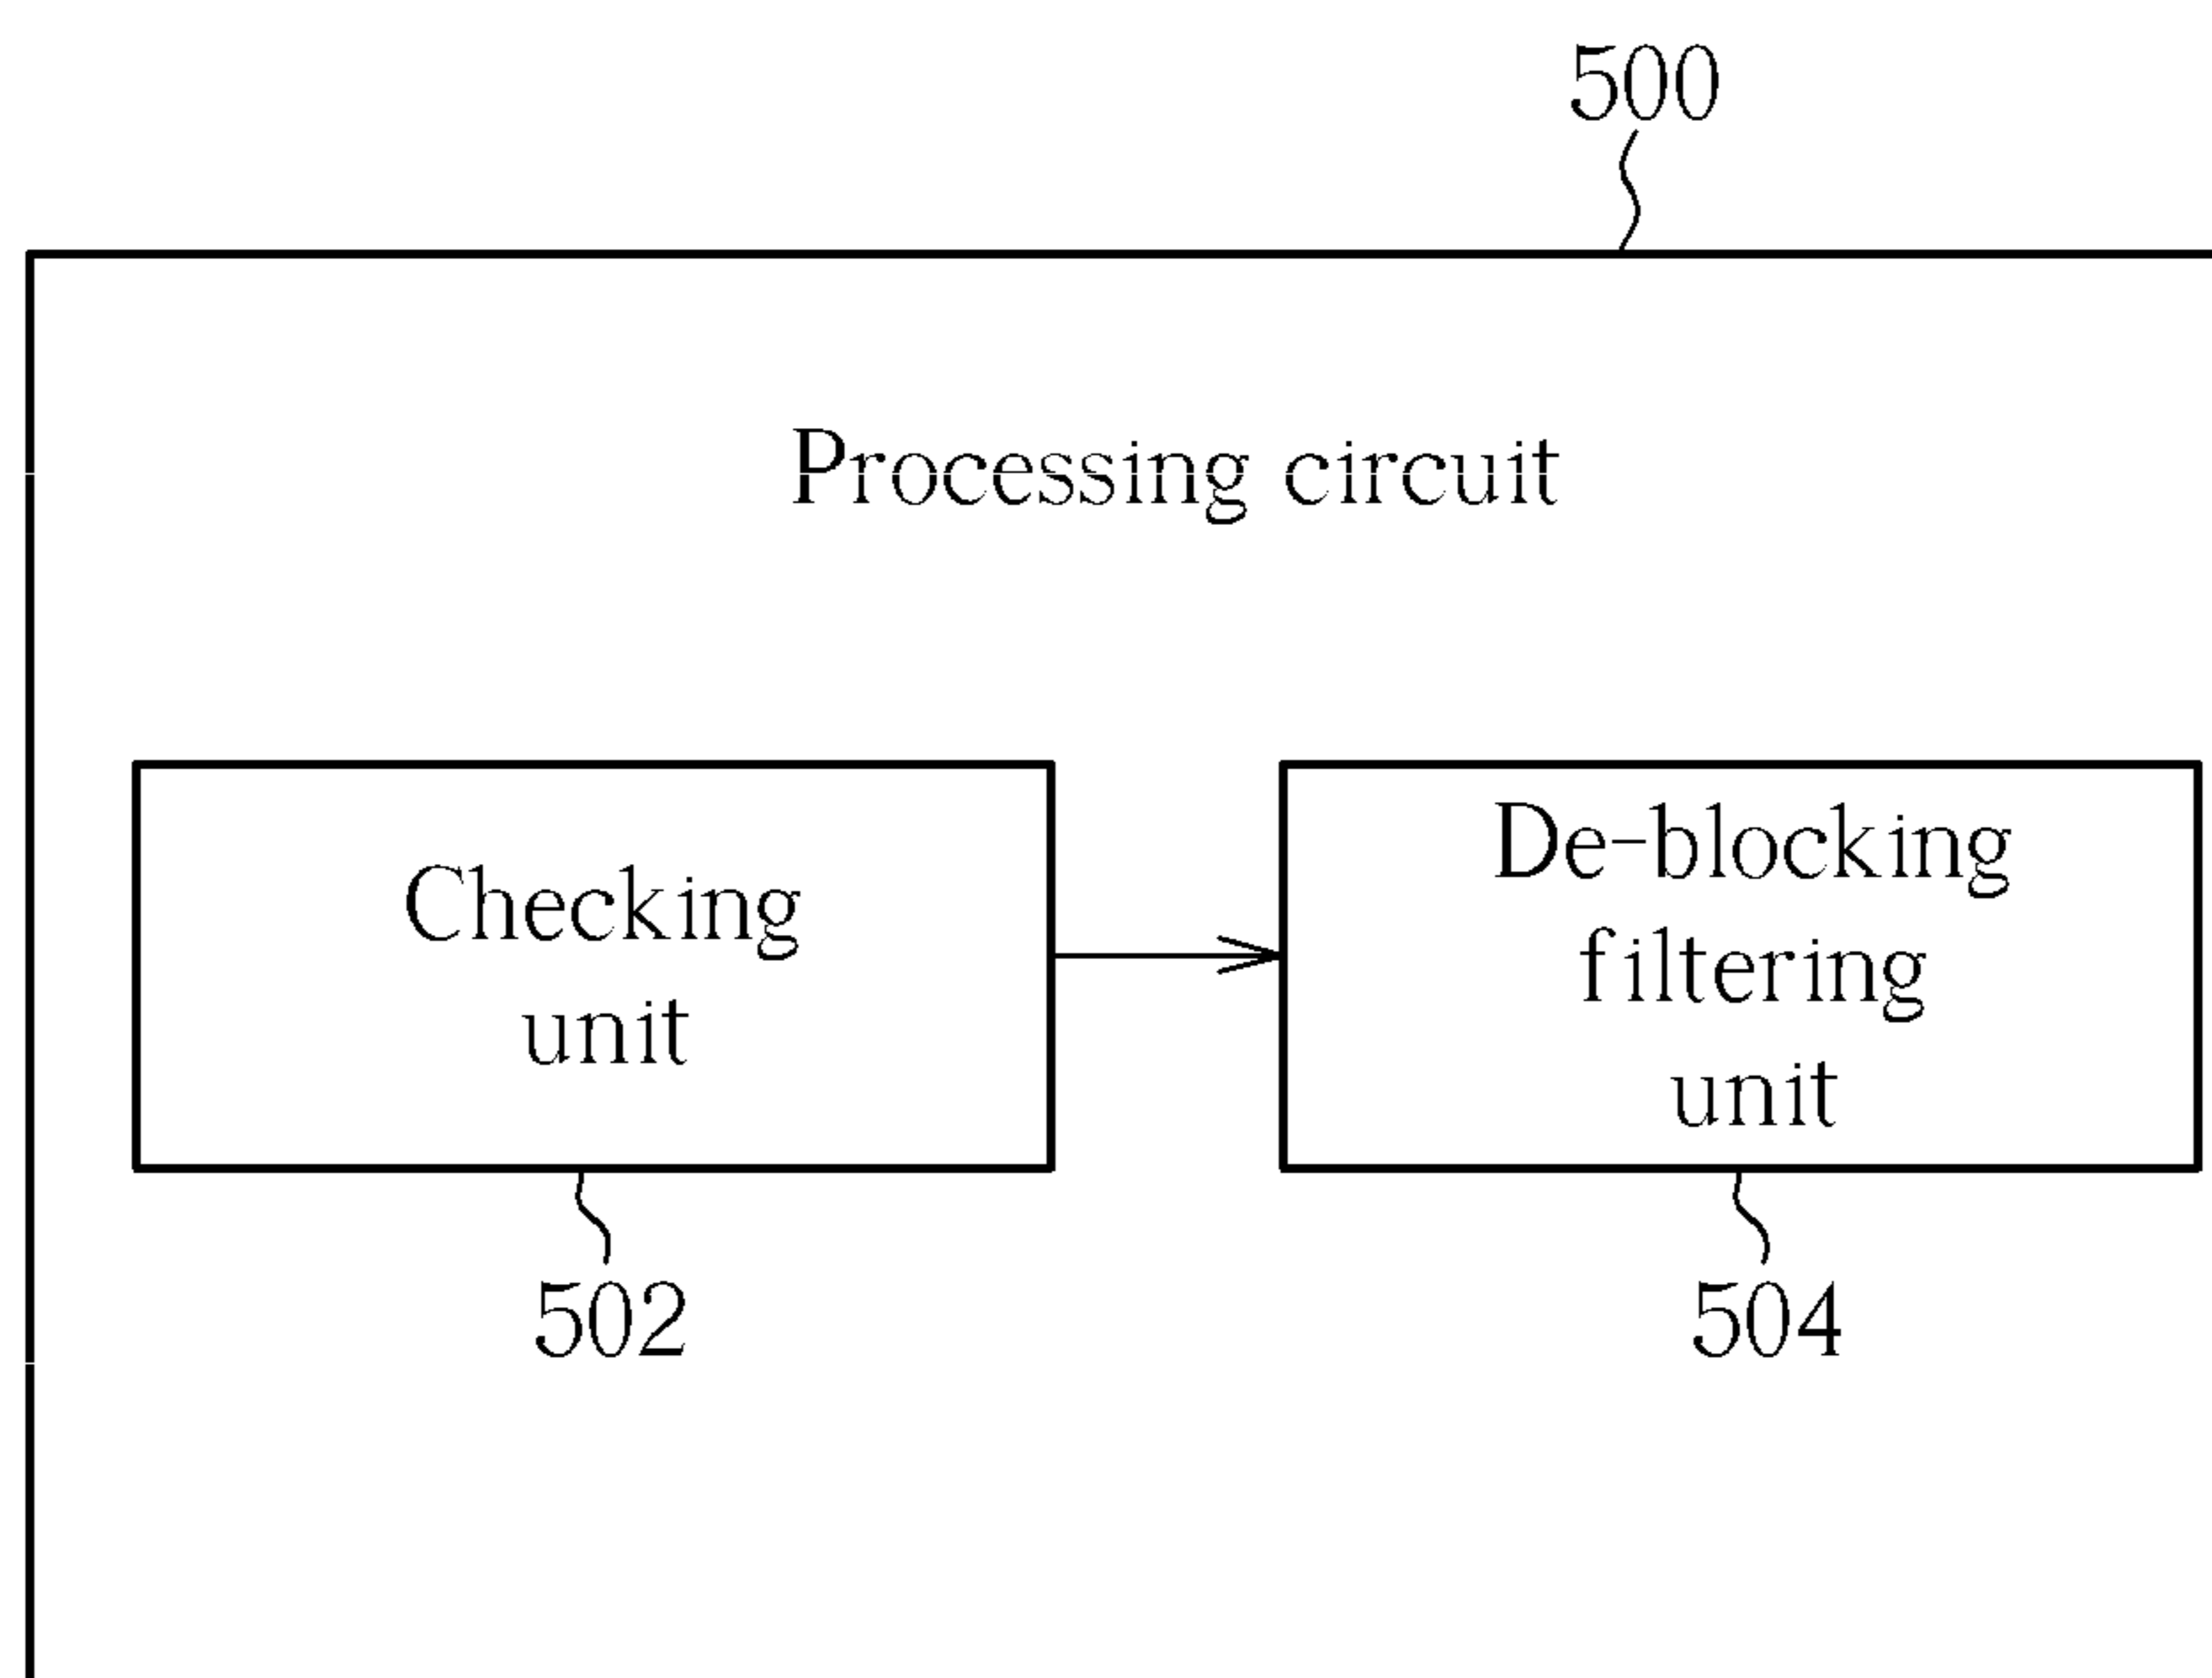 500
Processing circuit
Checking
unit
De-blocking
filtering
unit
502
504